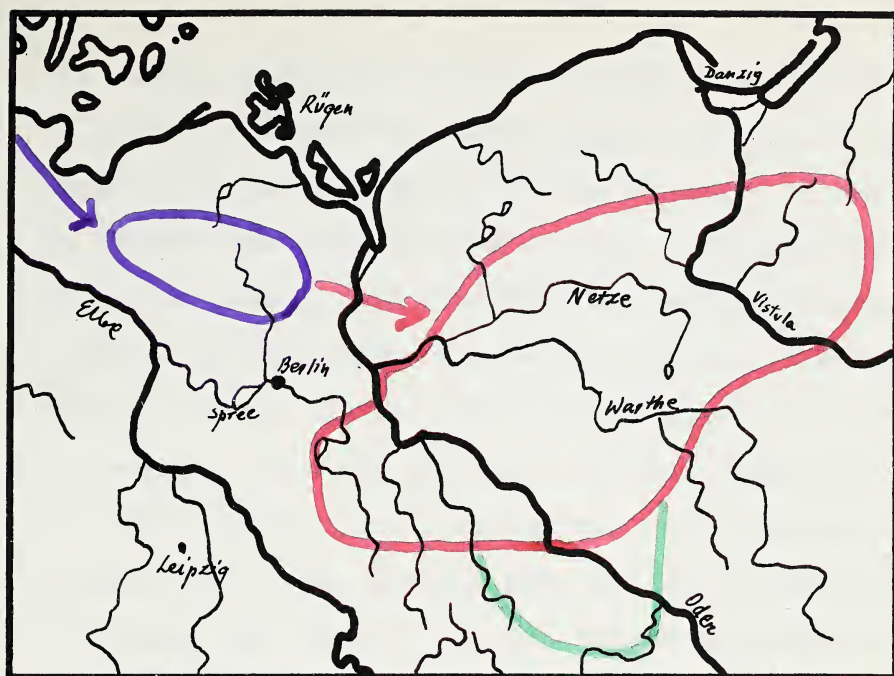 Danzig
Rügen
Netze
Vistula
Elbe
Berlin
Spree
Warthe
Leipzig
Oder